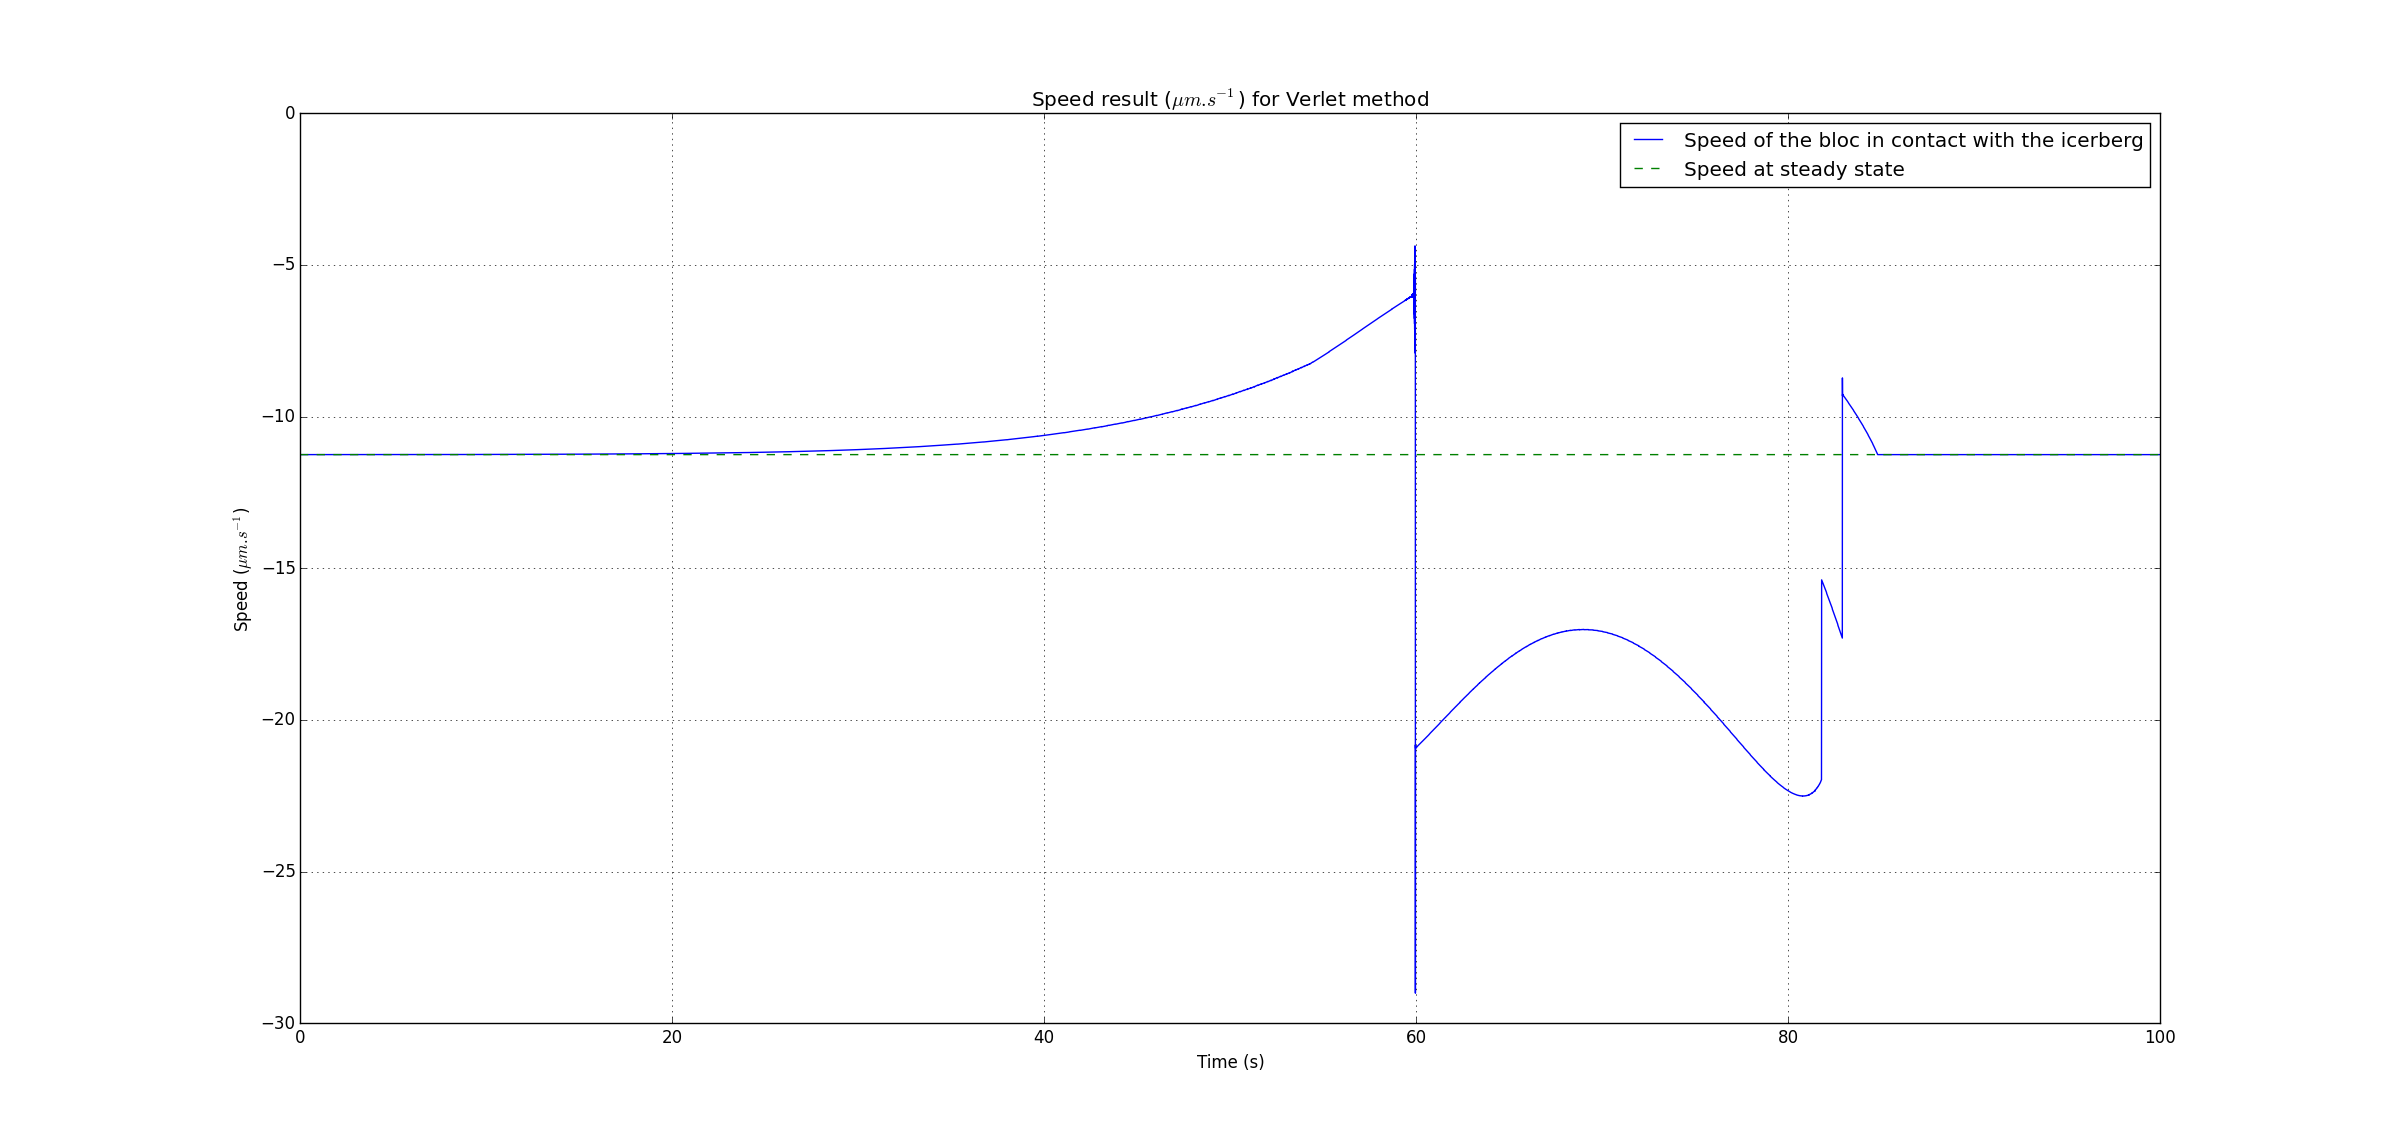 Speed result (μm.s⁻¹) for Verlet method
Speed of the bloc in contact with the icerberg
Speed at steady state
0
−5
−10
−15
−20
−25
−30
Speed (μm.s⁻¹)
0 20 40 60 80 100
Time (s)